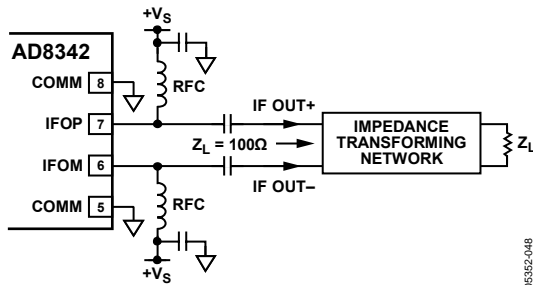 +VS
AD8342
COMM 8
RFC
IFOP 7
IF OUT+
ZL = 100Ω
IMPEDANCE
TRANSFORMING
NETWORK
ZL
IFOM 6
IF OUT–
COMM 5
RFC
+VS
05352-048